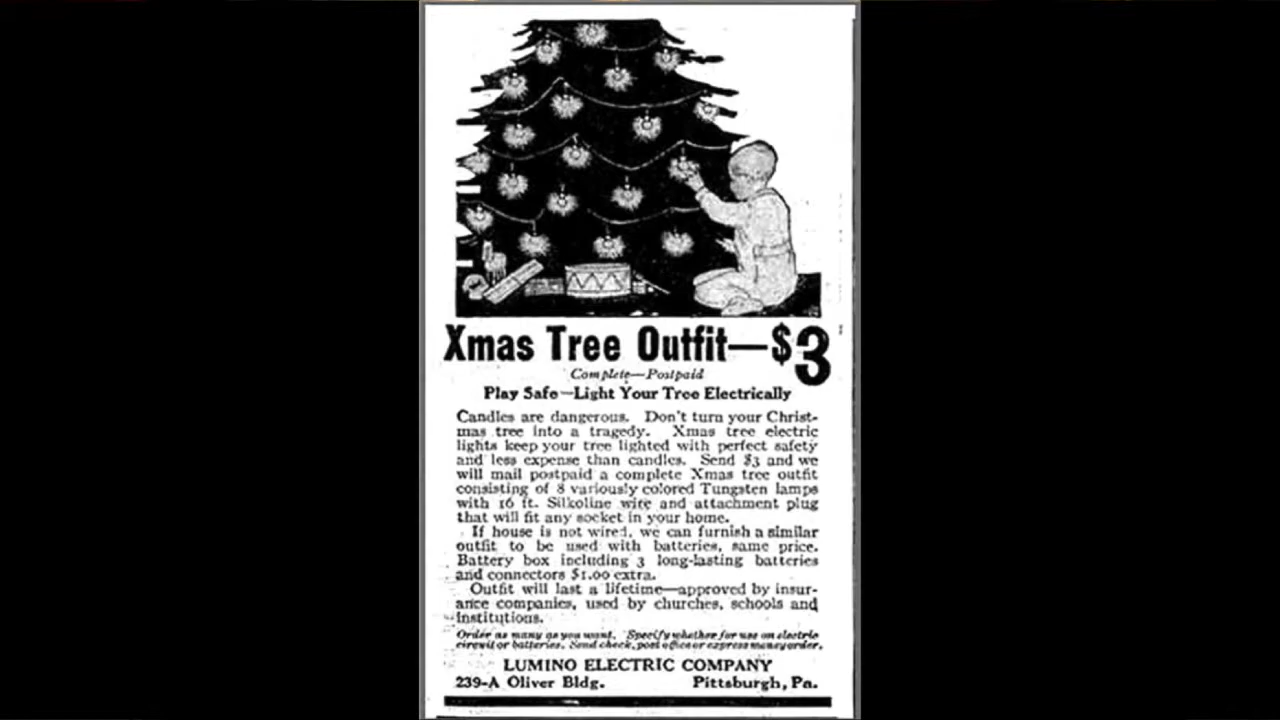 Xmas Tree Outfit—$3
Complete—Postpaid
Play Safe—Light Your Tree Electrically
Candles are dangerous. Don't turn your Christ-
mas tree into a tragedy. Xmas tree electric
lights keep your tree lighted with perfect safety
and less expense than candles. Send $3 and we
will mail postpaid a complete Xmas tree outfit
consisting of 8 variously colored Tungsten lamps
with 16 ft. Silkoline wire and attachment plug
that will fit any socket in your home.
If house is not wired, we can furnish a similar
outfit to be used with batteries, same price.
Battery box including 3 long-lasting batteries
and connectors $1.00 extra.
Outfit will last a lifetime—approved by insur-
ance companies, used by churches, schools and
institutions.
Order as many as you want. Specify whether for use on electric
circuit or batteries. Send check, post office or express money order.
LUMINO ELECTRIC COMPANY
239-A Oliver Bldg. Pittsburgh, Pa.